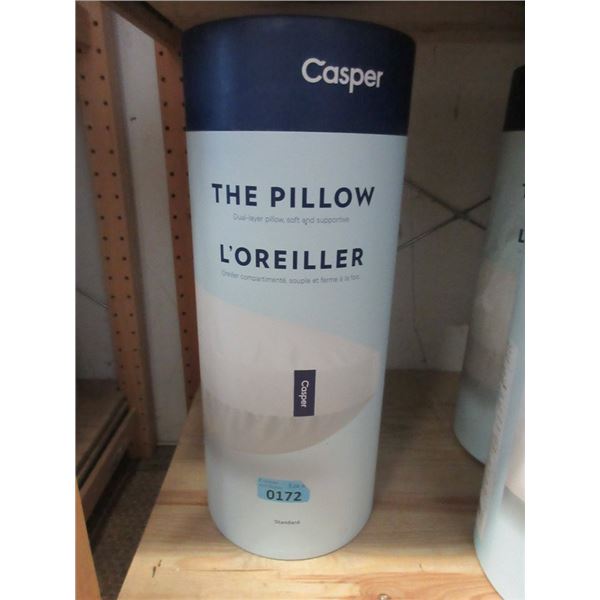 Casper
THE PILLOW
Dual-layer pillow, soft and supportive
L'OREILLER
Oreiller compartimenté, souple et ferme à la fois
Casper
0172
Standard